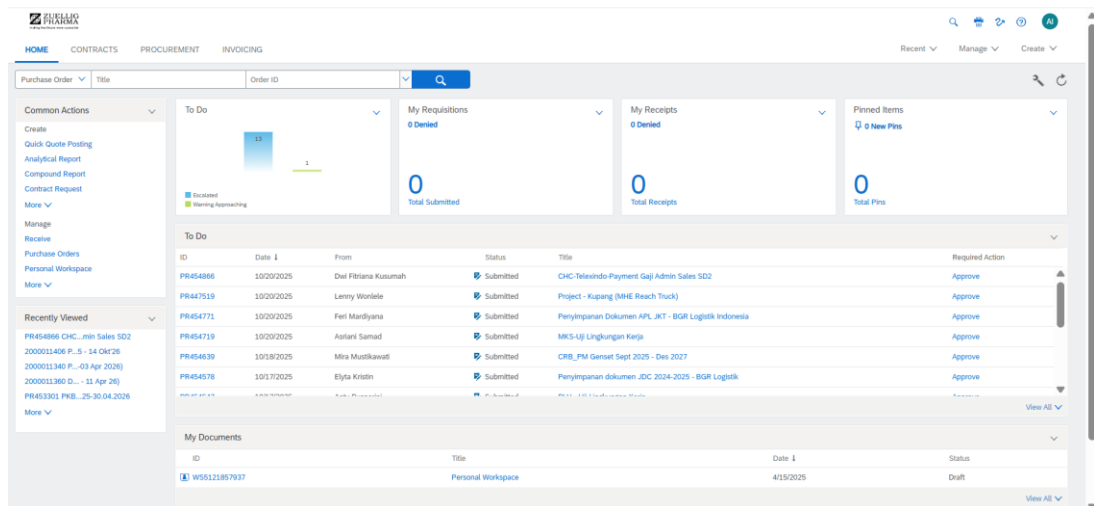 ZUELLIG
PHARMA
AI
HOME CONTRACTS PROCUREMENT INVOICING
Recent Manage Create
Purchase Order Title Order ID
Common Actions
Create
Quick Quote Posting
Analytical Report
Compound Report
Contract Request
More
Manage
Receive
Purchase Orders
Personal Workspace
More
Recently Viewed
PR454866 CHC...min Sales SD2
2000011406 P...5 - 14 Okt'26
2000011340 P...-03 Apr 2026)
2000011360 D... - 11 Apr 26)
PR453301 PKB...25-30.04.2026
More
To Do
13
1
Escalated
Warning Approaching
My Requisitions
0 Denied
0
Total Submitted
My Receipts
0 Denied
0
Total Receipts
Pinned Items
0 New Pins
0
Total Pins
To Do
ID Date From Status Title Required Action
PR454866 10/20/2025 Dwi Fitriana Kusumah Submitted CHC-Telexindo-Payment Gaji Admin Sales SD2 Approve
PR447519 10/20/2025 Lenny Wonlele Submitted Project - Kupang (MHE Reach Truck) Approve
PR454771 10/20/2025 Feri Mardiyana Submitted Penyimpanan Dokumen APL JKT - BGR Logistik Indonesia Approve
PR454719 10/20/2025 Asriani Samad Submitted MKS-Uji Lingkungan Kerja Approve
PR454639 10/18/2025 Mira Mustikawati Submitted CRB_PM Genset Sept 2025 - Des 2027 Approve
PR454578 10/17/2025 Elyta Kristin Submitted Penyimpanan dokumen JDC 2024-2025 - BGR Logistik Approve
View All
My Documents
ID Title Date Status
WS5121857937 Personal Workspace 4/15/2025 Draft
View All